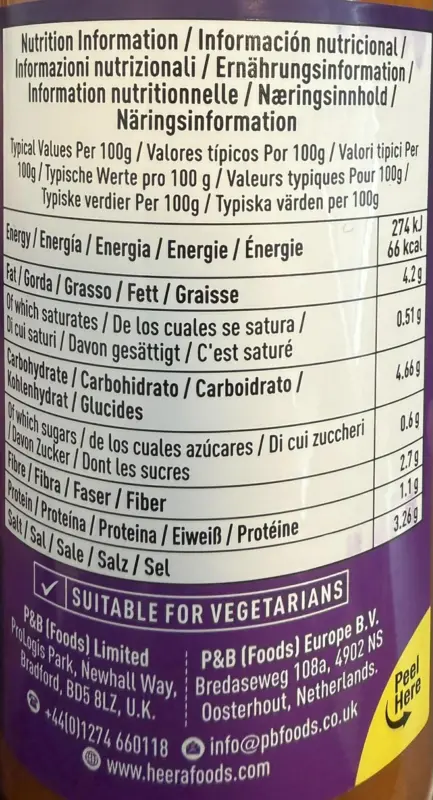 Nutrition Information / Información nutricional /
Informazioni nutrizionali / Ernährungsinformation /
Information nutritionnelle / Næringsinnhold /
Näringsinformation
Typical Values Per 100g / Valores típicos Por 100g / Valori tipici Per
100g / Typische Werte pro 100 g / Valeurs typiques Pour 100g /
Typiske verdier Per 100g / Typiska värden per 100g
Energy / Energía / Energia / Energie / Énergie 274 kJ
66 kcal
Fat / Gorda / Grasso / Fett / Graisse 4.2g
Of which saturates / De los cuales se satura /
Di cui saturi / Davon gesättigt / C'est saturé 0.51g
Carbohydrate / Carbohidrato / Carboidrato /
Kohlenhydrat / Glucides 4.66g
Of which sugars / de los cuales azúcares / Di cui zuccheri
/ Davon Zucker / Dont les sucres 0.6g
Fibre / Fibra / Faser / Fiber 2.7g
Protein / Proteína / Proteina / Eiweiß / Protéine 1.1g
Salt / Sal / Sale / Salz / Sel 3.26g
SUITABLE FOR VEGETARIANS
P&B (Foods) Limited
ProLogis Park, Newhall Way,
Bradford, BD5 8LZ, U.K.
P&B (Foods) Europe B.V.
Bredaseweg 108a, 4902 NS
Oosterhout, Netherlands.
+44(0)1274 660118 info@pbfoods.co.uk
www.heerafoods.com
Peel
Here